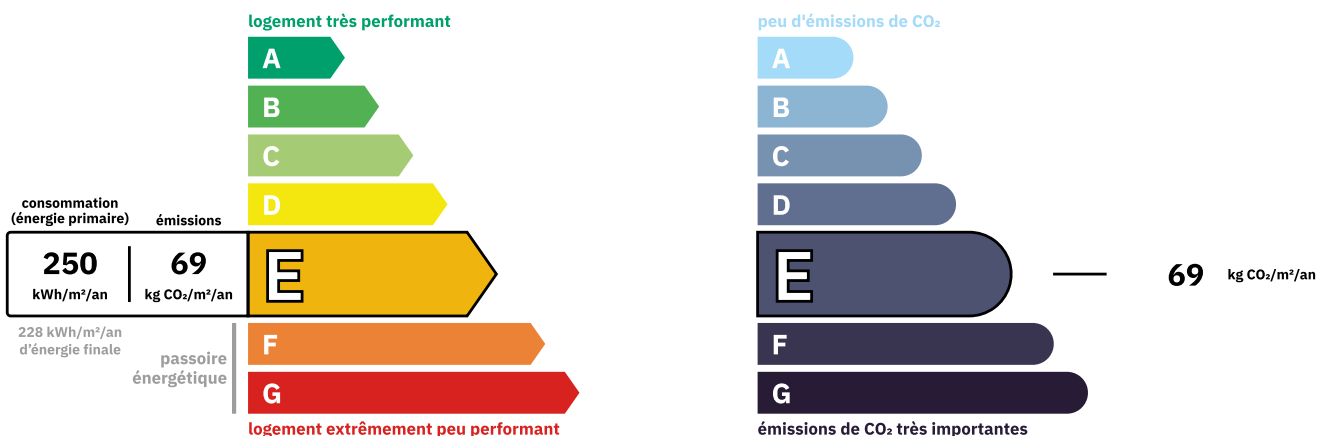 logement très performant
A
B
C
D
consommation
(énergie primaire)
émissions
250
kWh/m²/an
69
kg CO₂/m²/an
E
228 kWh/m²/an
d’énergie finale
passoire
énergétique
F
G
logement extrêmement peu performant
peu d'émissions de CO₂
A
B
C
D
E
69 kg CO₂/m²/an
F
G
émissions de CO₂ très importantes